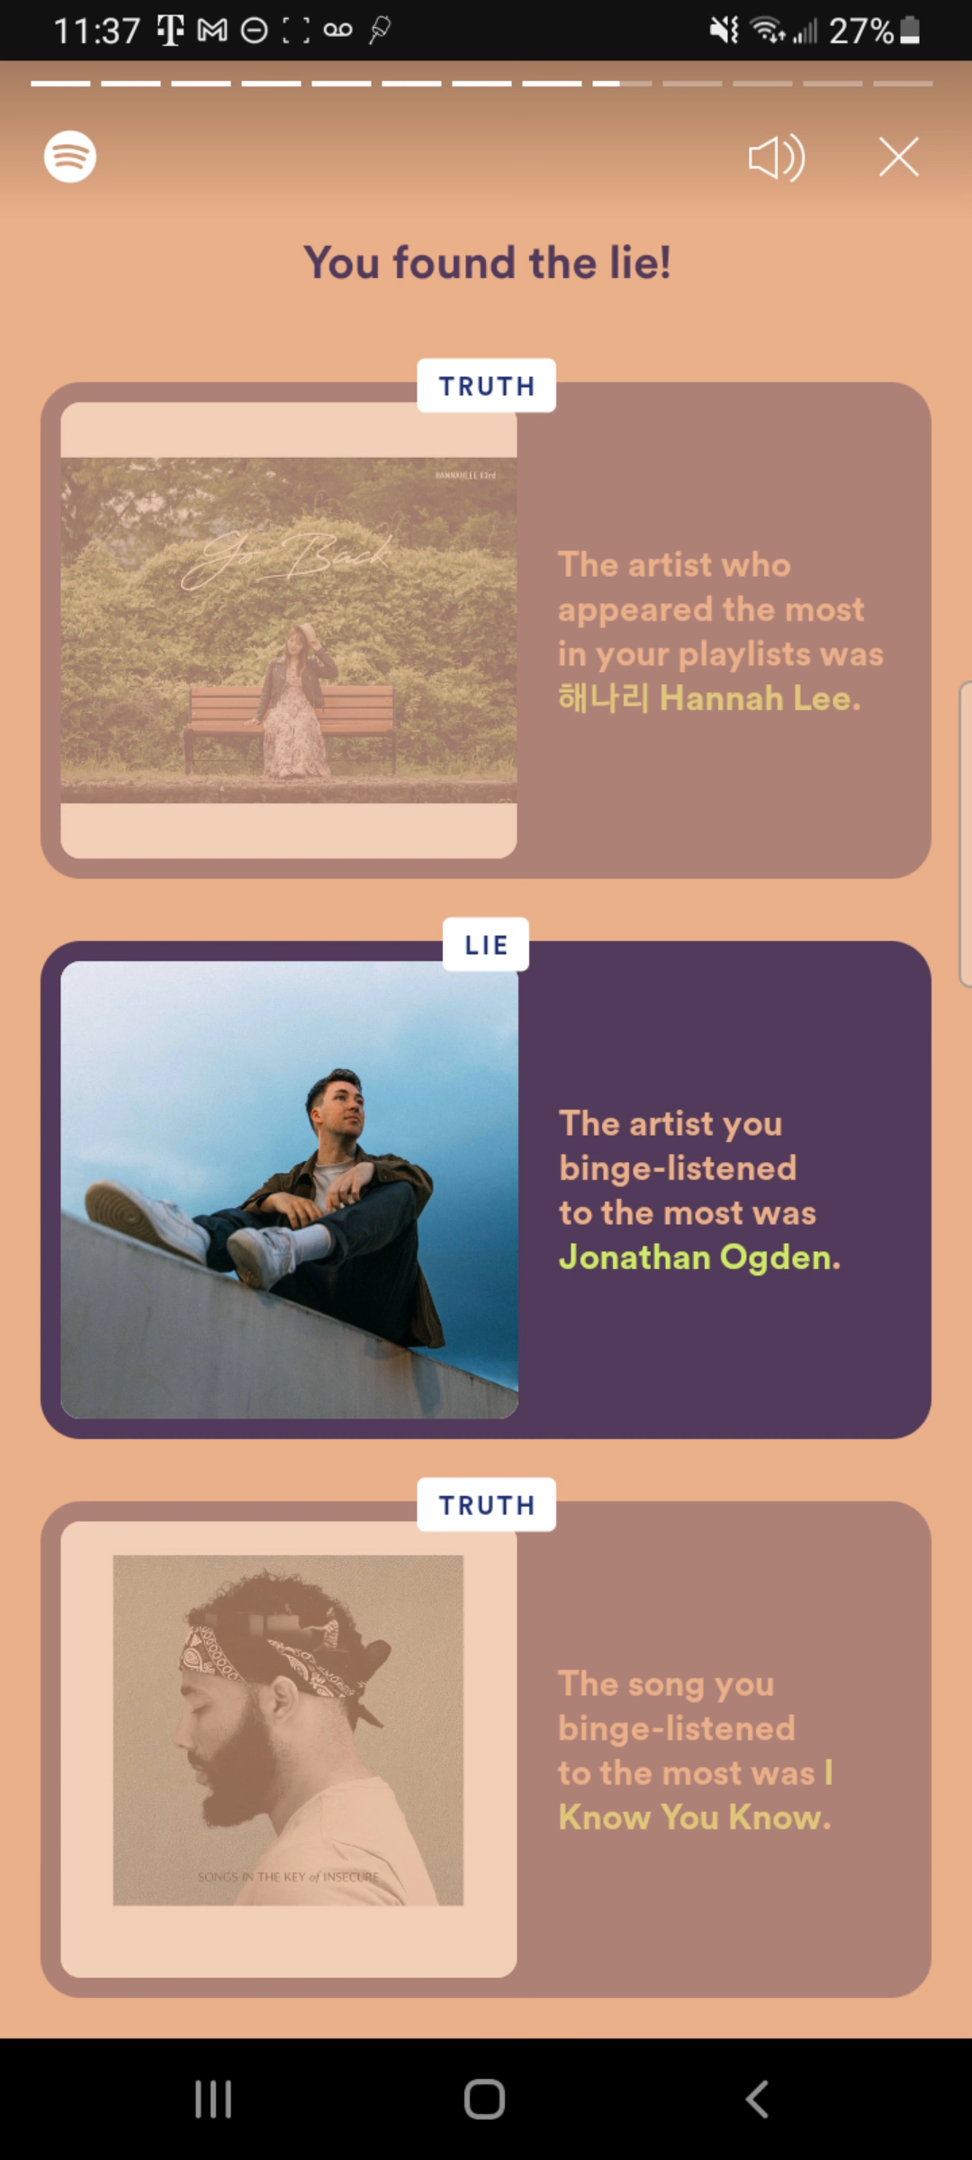 11:37
27%
You found the lie!
TRUTH
HANNAHLEE 83rd
Go Back
The artist who
appeared the most
in your playlists was
해나리 Hannah Lee.
LIE
The artist you
binge-listened
to the most was
Jonathan Ogden.
TRUTH
SONGS IN THE KEY of INSECURE
The song you
binge-listened
to the most was I
Know You Know.